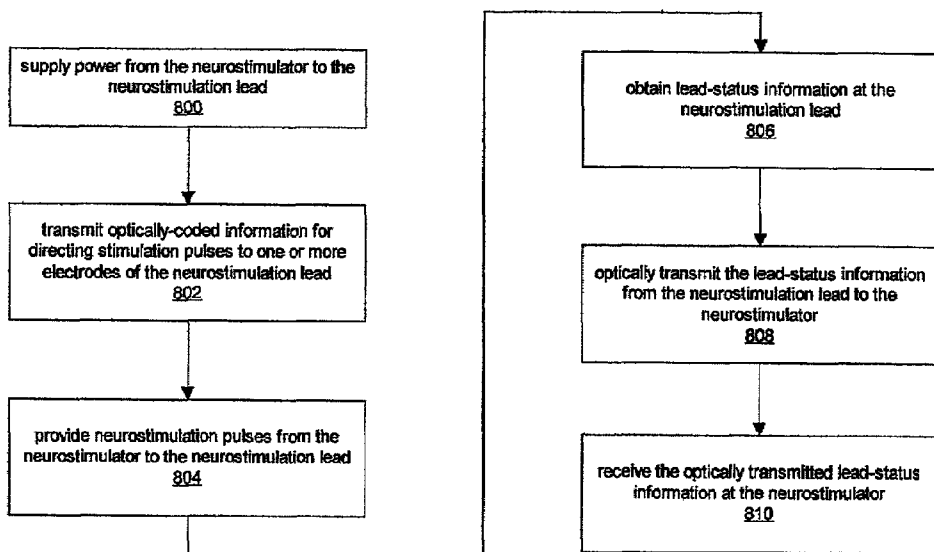 supply power from the neurostimulator to the
neurostimulation lead
800
transmit optically-coded information for
directing stimulation pulses to one or more
electrodes of the neurostimulation lead
802
provide neurostimulation pulses from the
neurostimulator to the neurostimulation lead
804
obtain lead-status information at the
neurostimulation lead
806
optically transmit the lead-status information
from the neurostimulation lead to the
neurostimulator
808
receive the optically transmitted lead-status
information at the neurostimulator
810